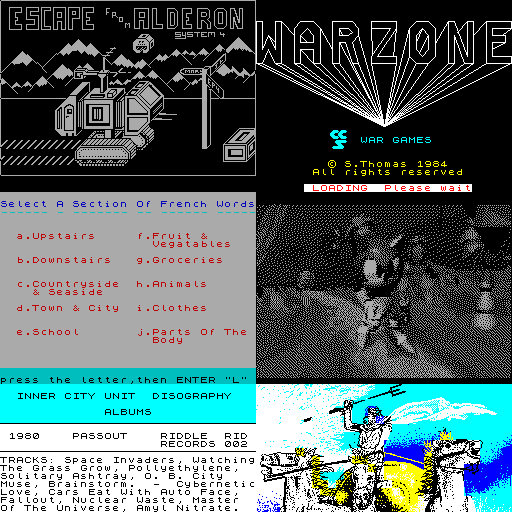 ESCAPE FROM ALDERON
SYSTEM 4
MARS
WARZONE
CCS WAR GAMES
© S.Thomas 1984
All rights reserved
LOADING Please wait
Select A Section Of French Words
a.Upstairs
b.Downstairs
c.Countryside
& Seaside
d.Town & City
e.School
f.Fruit &
Vegatables
g.Groceries
h.Animals
i.Clothes
j.Parts Of The
Body
press the letter,then ENTER "L"
INNER CITY UNIT DISOGRAPHY
ALBUMS
1980 PASSOUT RIDDLE RID
RECORDS 002
TRACKS: Space Invaders, Watching
The Grass Grow, Pollyethylene,
Solitary Ashtray, O. B. City
Muse, Brainstorm. - Cybernetic
Love, Cars Eat With Auto Face,
Fallout, Nuclear Waste, Master
Of The Universe, Amyl Nitrate.